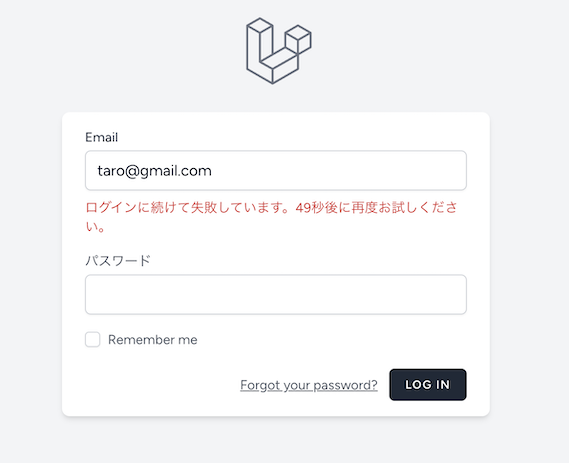 Email
taro@gmail.com
ログインに続けて失敗しています。49秒後に再度お試しくださ
い。
パスワード
Remember me
Forgot your password?
LOG IN